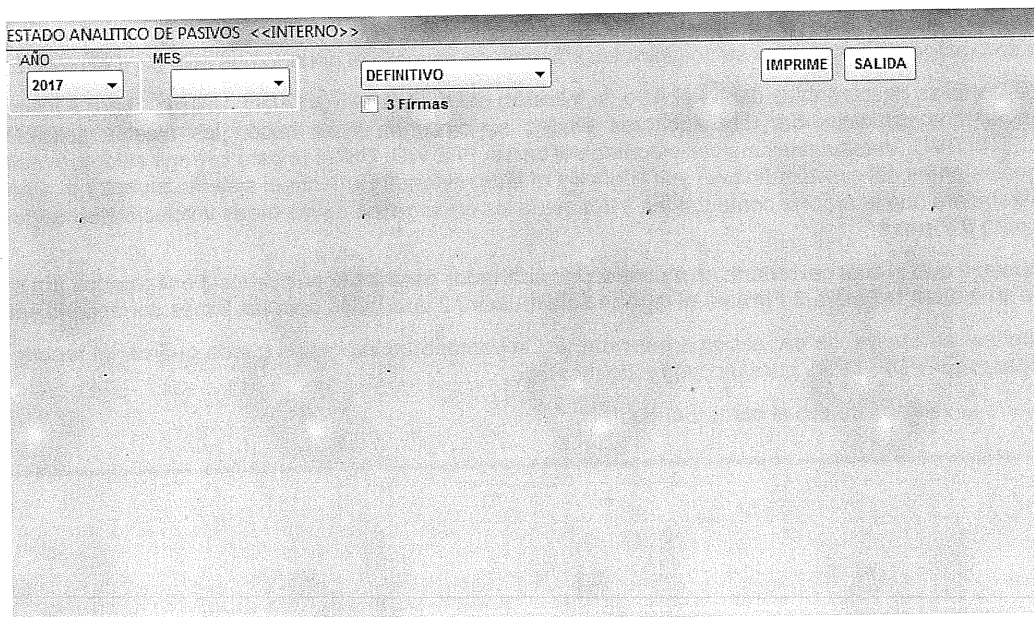 ESTADO ANALITICO DE PASIVOS <<INTERNO>>
AÑO MES
2017 DEFINITIVO IMPRIME SALIDA
3 Firmas